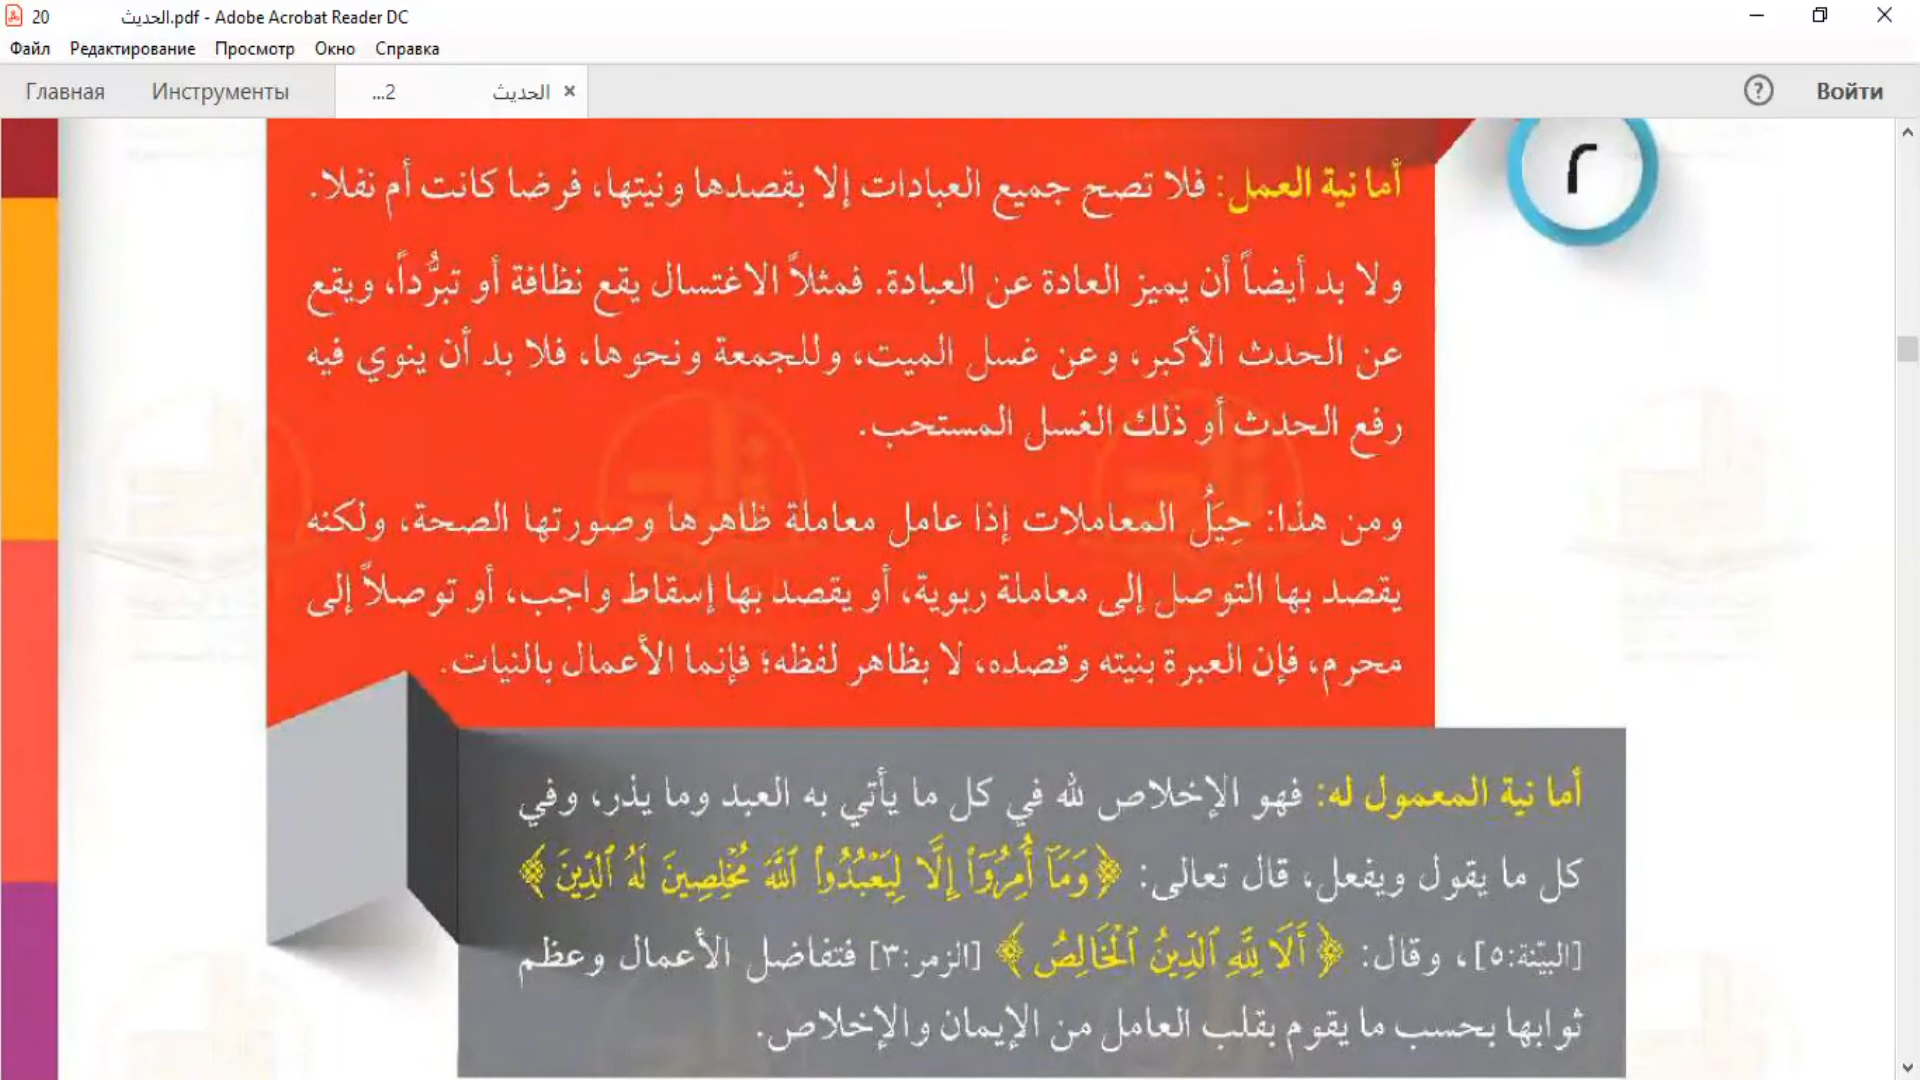 20 الحديث.pdf - Adobe Acrobat Reader DC
Файл Редактирование Просмотр Окно Справка
Главная Инструменты الحديث 2... Войти
٢
أما نية العمل: فلا تصح جميع العبادات إلا بقصدها ونيتها، فرضا كانت أم نفلا.
ولا بد أيضاً أن يميز العادة عن العبادة. فمثلاً الاغتسال يقع نظافة أو تبرُّداً، ويقع
عن الحدث الأكبر، وعن غسل الميت، وللجمعة ونحوها، فلا بد أن ينوي فيه
رفع الحدث أو ذلك الغسل المستحب.
ومن هذا: حِيَلُ المعاملات إذا عامل معاملة ظاهرها وصورتها الصحة، ولكنه
يقصد بها التوصل إلى معاملة ربوية، أو يقصد بها إسقاط واجب، أو توصلاً إلى
محرم، فإن العبرة بنيته وقصده، لا بظاهر لفظه؛ فإنما الأعمال بالنيات.
أما نية المعمول له: فهو الإخلاص لله في كل ما يأتي به العبد وما يذر، وفي
كل ما يقول ويفعل، قال تعالى: ﴿وَمَآ أُمِرُوٓا۟ إِلَّا لِيَعْبُدُوا۟ ٱللَّهَ مُخْلِصِينَ لَهُ ٱلدِّينَ﴾
[البيّنة:٥]، وقال: ﴿أَلَا لِلَّهِ ٱلدِّينُ ٱلْخَالِصُ﴾ [الزمر:٣] فتفاضل الأعمال وعظم
ثوابها بحسب ما يقوم بقلب العامل من الإيمان والإخلاص.